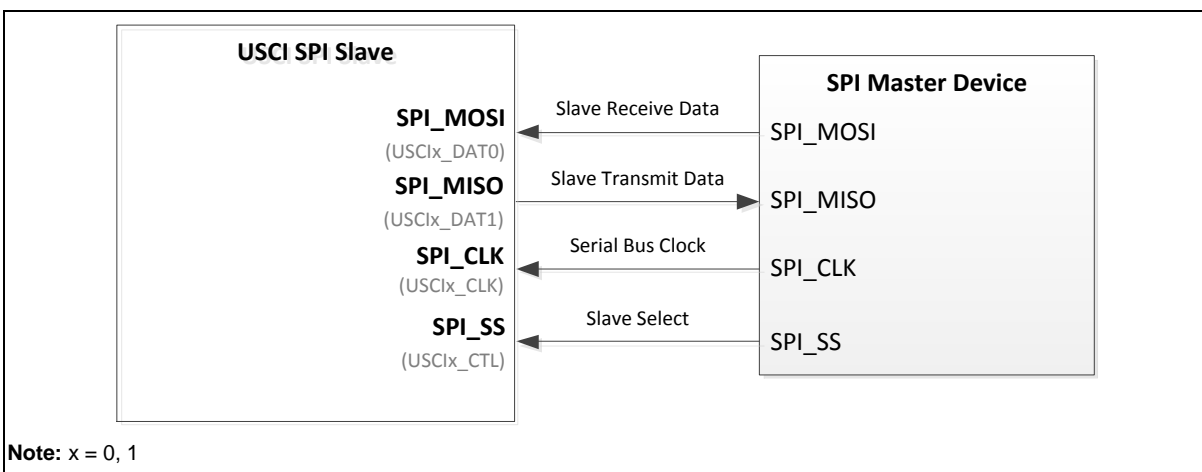 USCI SPI Slave
SPI_MOSI
(USCIx_DAT0)
SPI_MISO
(USCIx_DAT1)
SPI_CLK
(USCIx_CLK)
SPI_SS
(USCIx_CTL)
Slave Receive Data
Slave Transmit Data
Serial Bus Clock
Slave Select
SPI Master Device
SPI_MOSI
SPI_MISO
SPI_CLK
SPI_SS
Note: x = 0, 1